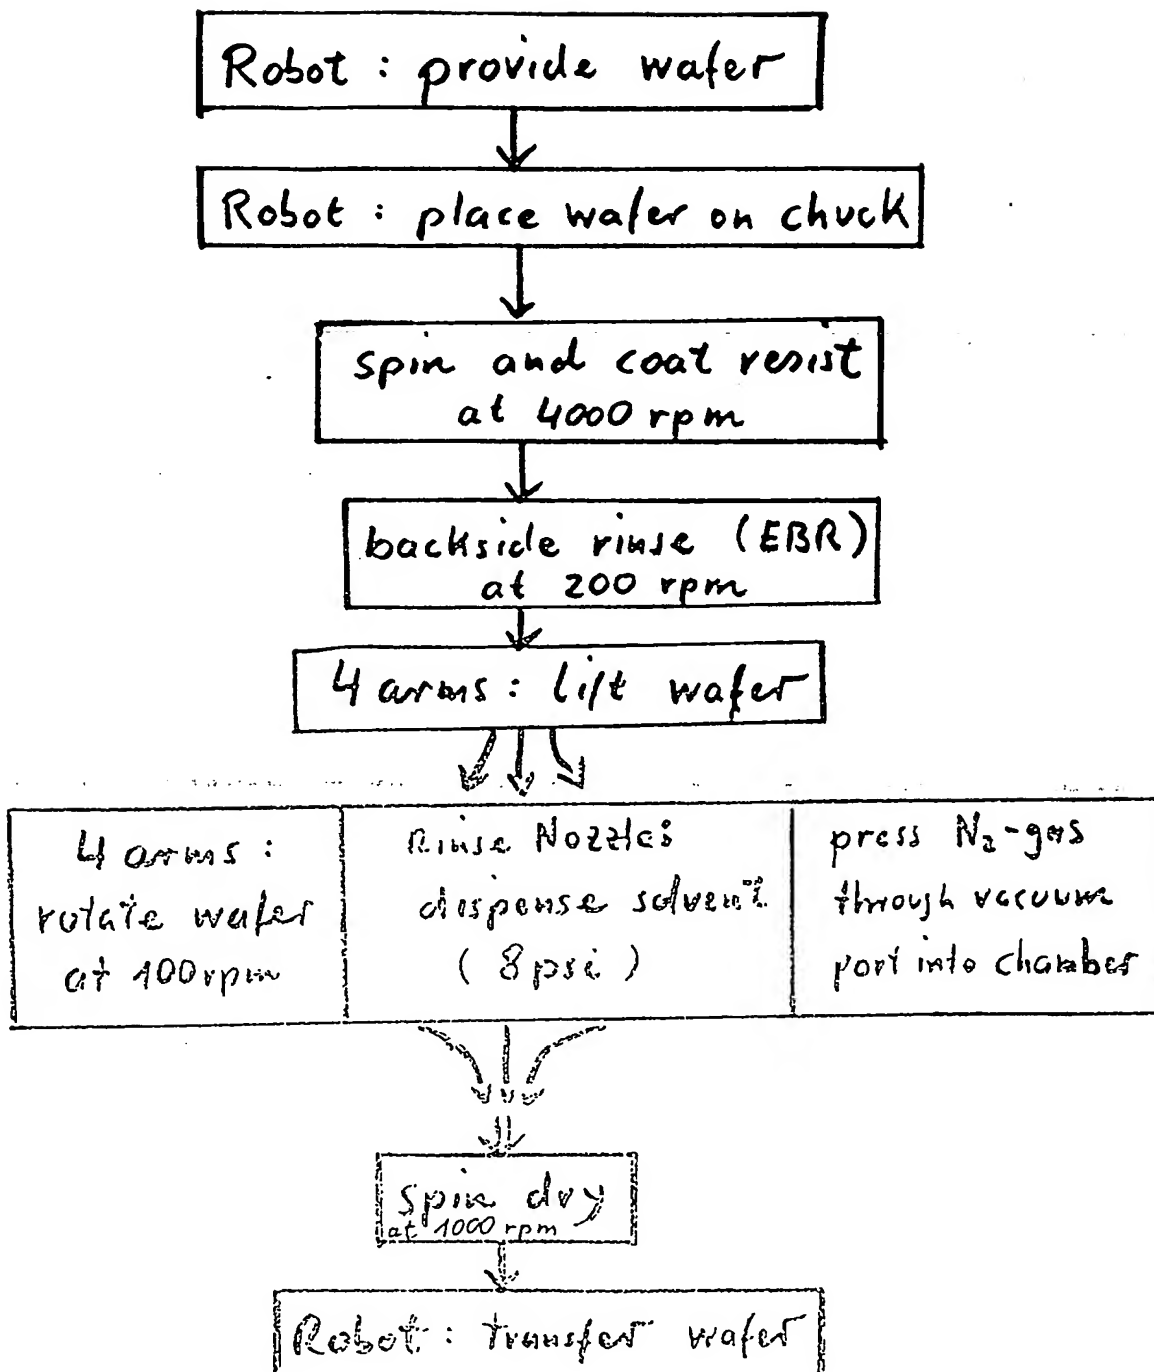 Robot : provide wafer
Robot : place wafer on chuck
spin and coat resist
at 4000 rpm
backside rinse (EBR)
at 200 rpm
4 arms : lift wafer
4 arms :
rotate wafer
at 100 rpm
Rinse Nozzles
dispense solvent
( 8 psi )
press N₂-gas
through vacuum
port into chamber
spin dry
at 1000 rpm
Robot : transfer wafer